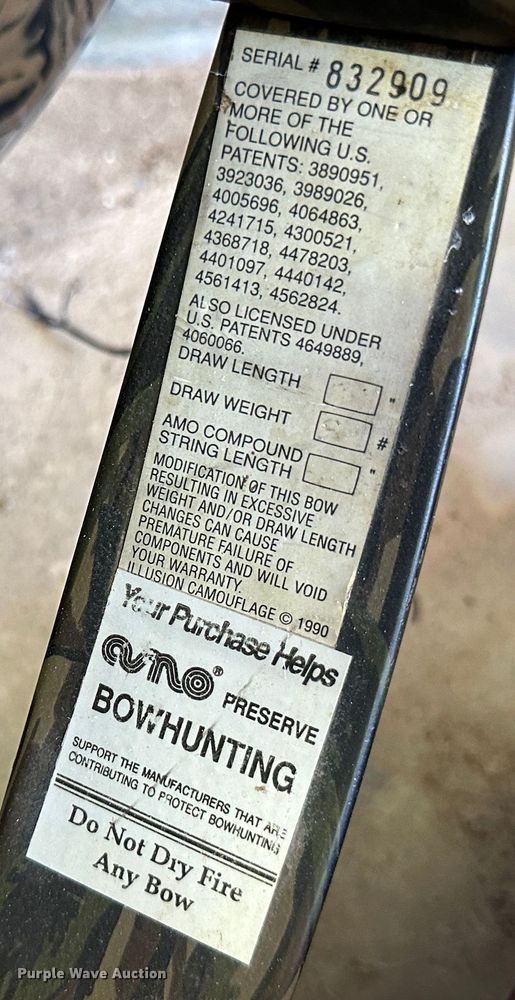 SERIAL # 832909
COVERED BY ONE OR
MORE OF THE
FOLLOWING U.S.
PATENTS: 3890951,
3923036, 3989026,
4005696, 4064863,
4241715, 4300521,
4368718, 4478203,
4401097, 4440142,
4561413, 4562824.
ALSO LICENSED UNDER
U.S. PATENTS 4649889,
4060066.
DRAW LENGTH "
DRAW WEIGHT #
AMO COMPOUND
STRING LENGTH "
MODIFICATION OF THIS BOW
RESULTING IN EXCESSIVE
WEIGHT AND/OR DRAW LENGTH
CHANGES CAN CAUSE
PREMATURE FAILURE OF
COMPONENTS AND WILL VOID
YOUR WARRANTY.
ILLUSION CAMOUFLAGE © 1990
Your Purchase Helps
amo® PRESERVE
BOWHUNTING
SUPPORT THE MANUFACTURERS THAT ARE
CONTRIBUTING TO PROTECT BOWHUNTING
Do Not Dry Fire
Any Bow
Purple Wave Auction